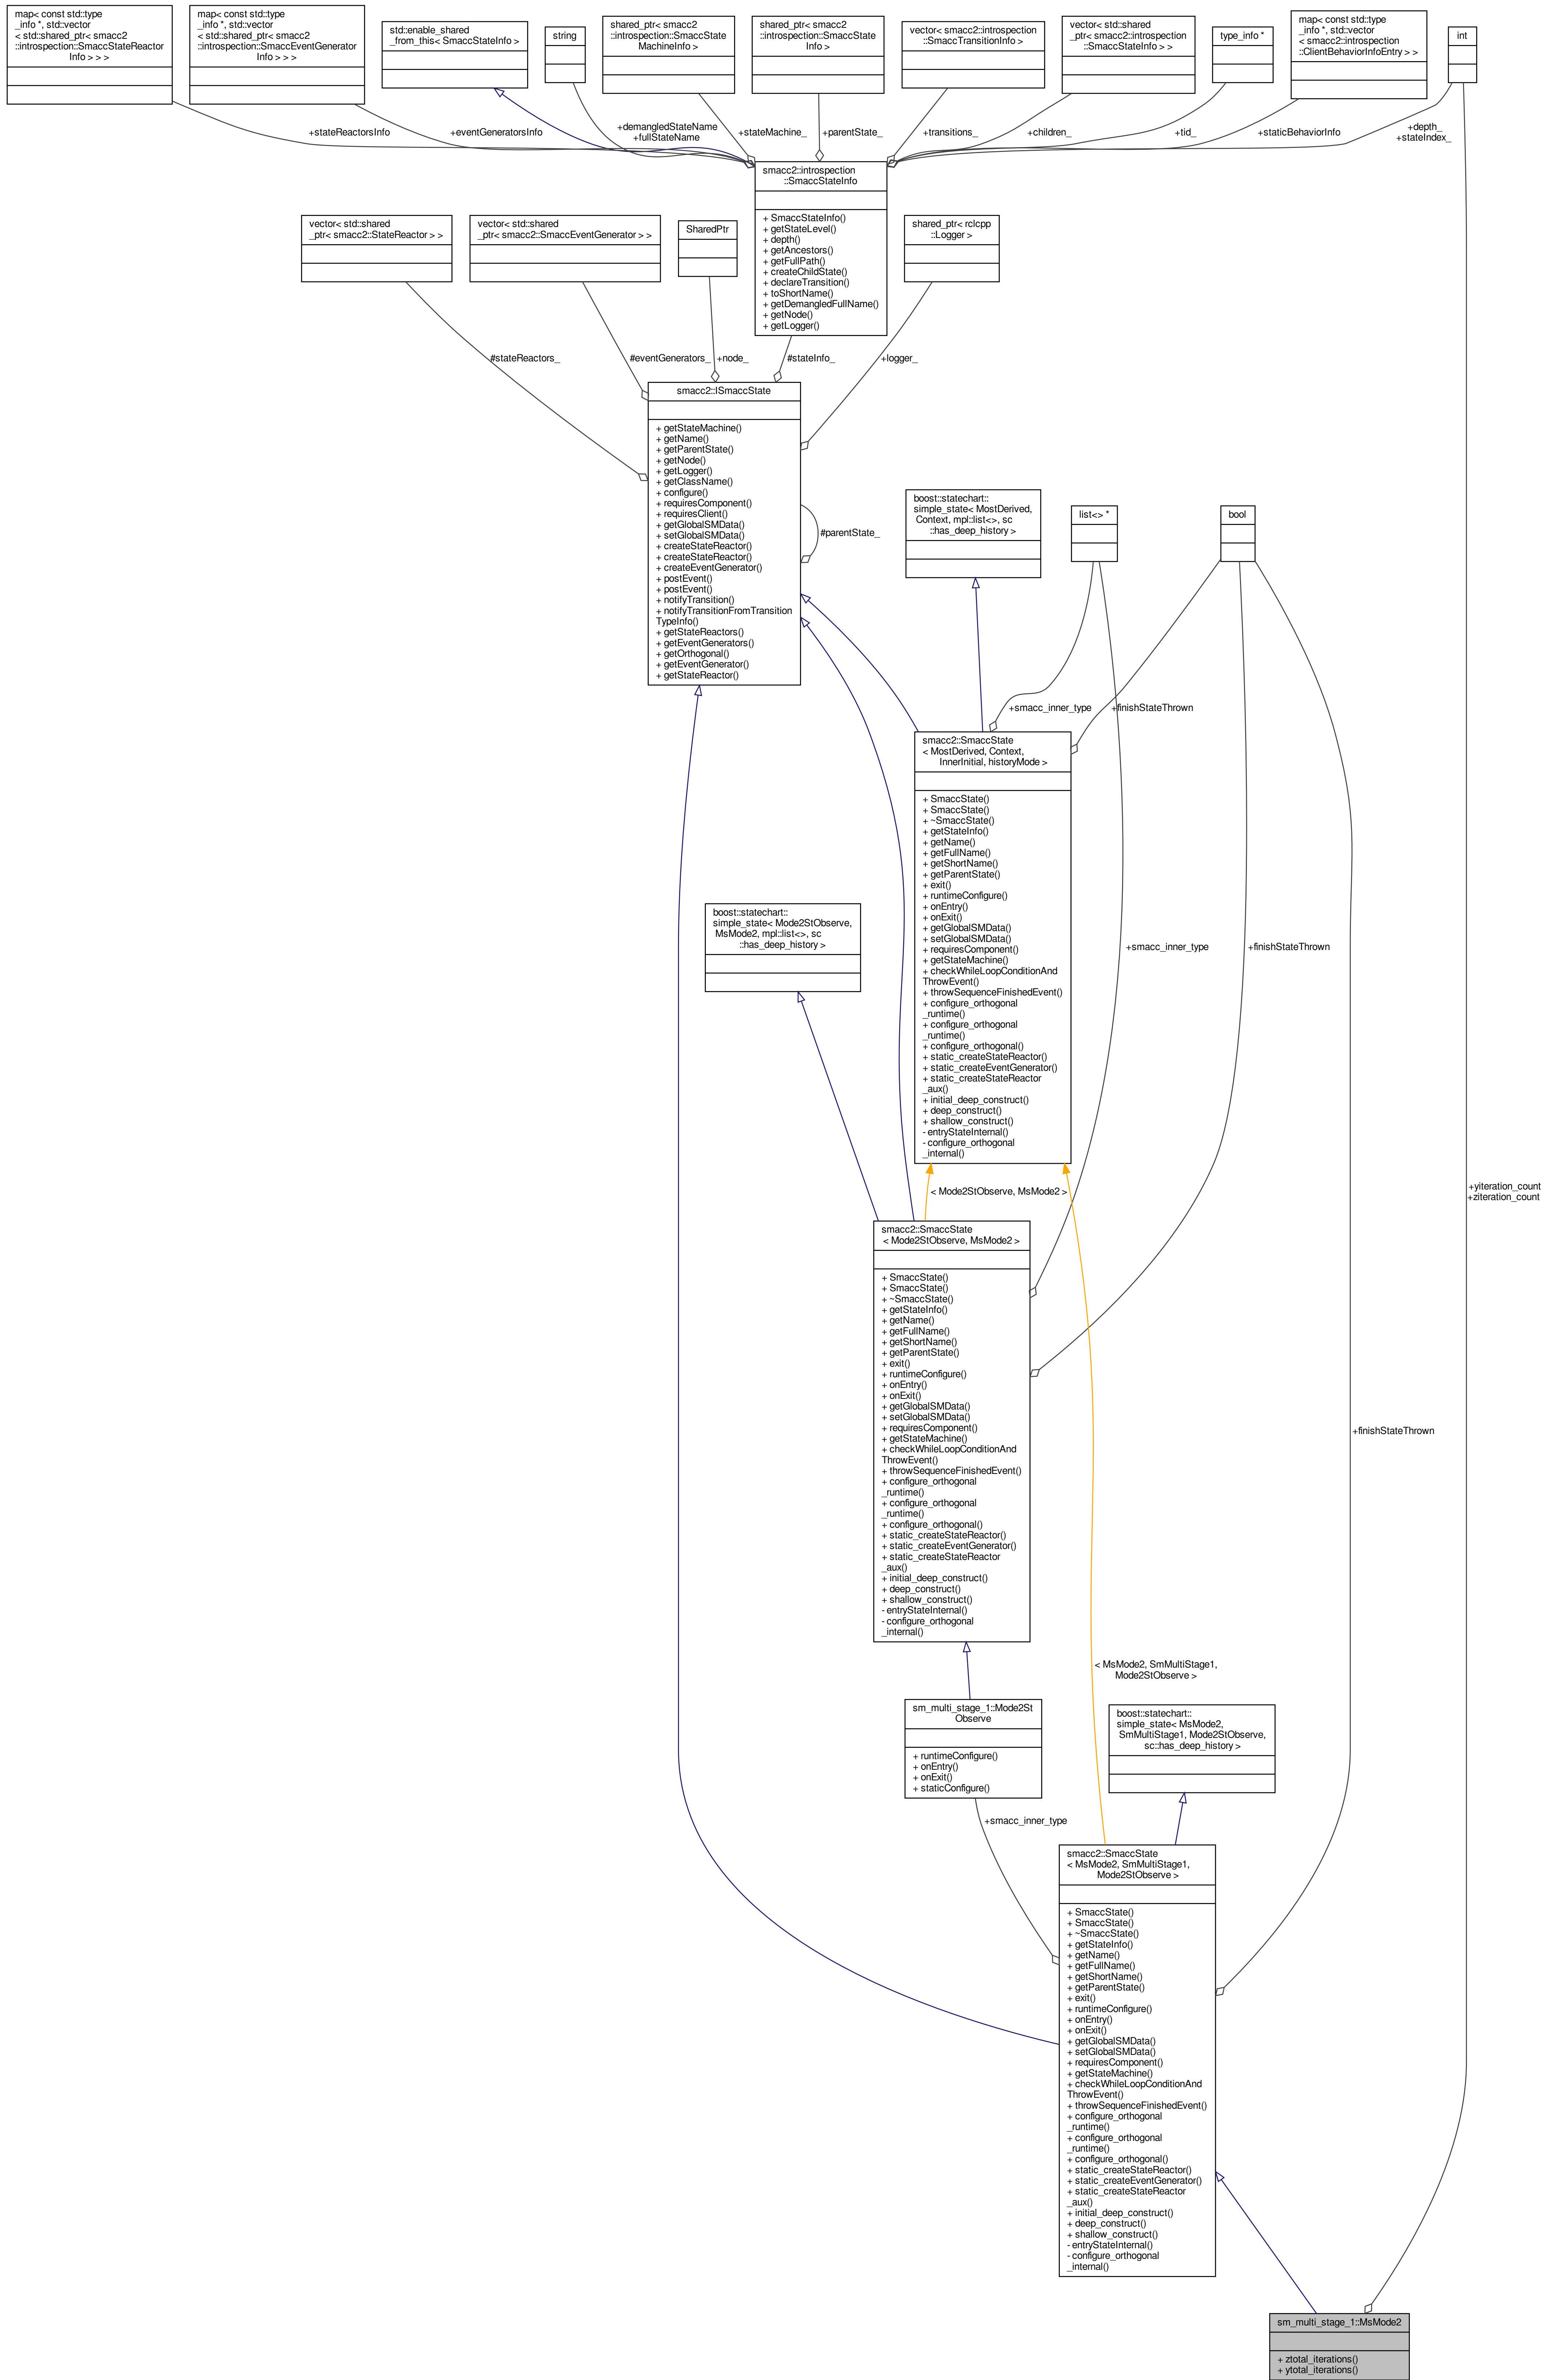 map< const std::type
_info *, std::vector
< std::shared_ptr< smacc2
::introspection::SmaccStateReactor
Info > > >
map< const std::type
_info *, std::vector
< std::shared_ptr< smacc2
::introspection::SmaccEventGenerator
Info > > >
std::enable_shared
_from_this< SmaccStateInfo >
string
shared_ptr< smacc2
::introspection::SmaccState
MachineInfo >
shared_ptr< smacc2
::introspection::SmaccState
Info >
vector< smacc2::introspection
::SmaccTransitionInfo >
vector< std::shared
_ptr< smacc2::introspection
::SmaccStateInfo > >
type_info *
map< const std::type
_info *, std::vector
< smacc2::introspection
::ClientBehaviorInfoEntry > >
int
+stateReactorsInfo
+eventGeneratorsInfo
+demangledStateName
+fullStateName
+stateMachine_
+parentState_
+transitions_
+children_
+tid_
+staticBehaviorInfo
+depth_
+stateIndex_
smacc2::introspection
::SmaccStateInfo
+ SmaccStateInfo()
+ getStateLevel()
+ depth()
+ getAncestors()
+ getFullPath()
+ createChildState()
+ declareTransition()
+ toShortName()
+ getDemangledFullName()
+ getNode()
+ getLogger()
vector< std::shared
_ptr< smacc2::StateReactor > >
vector< std::shared
_ptr< smacc2::SmaccEventGenerator > >
SharedPtr
shared_ptr< rclcpp
::Logger >
#stateReactors_
#eventGenerators_
+node_
#stateInfo_
+logger_
smacc2::ISmaccState
+ getStateMachine()
+ getName()
+ getParentState()
+ getNode()
+ getLogger()
+ getClassName()
+ configure()
+ requiresComponent()
+ requiresClient()
+ getGlobalSMData()
+ setGlobalSMData()
+ createStateReactor()
+ createStateReactor()
+ createEventGenerator()
+ postEvent()
+ postEvent()
+ notifyTransition()
+ notifyTransitionFromTransition
TypeInfo()
+ getStateReactors()
+ getEventGenerators()
+ getOrthogonal()
+ getEventGenerator()
+ getStateReactor()
#parentState_
boost::statechart::
simple_state< MostDerived,
Context, mpl::list<>, sc
::has_deep_history >
list<> *
bool
+smacc_inner_type
+finishStateThrown
smacc2::SmaccState
< MostDerived, Context,
InnerInitial, historyMode >
+ SmaccState()
+ SmaccState()
+ ~SmaccState()
+ getStateInfo()
+ getName()
+ getFullName()
+ getShortName()
+ getParentState()
+ exit()
+ runtimeConfigure()
+ onEntry()
+ onExit()
+ getGlobalSMData()
+ setGlobalSMData()
+ requiresComponent()
+ getStateMachine()
+ checkWhileLoopConditionAnd
ThrowEvent()
+ throwSequenceFinishedEvent()
+ configure_orthogonal
_runtime()
+ configure_orthogonal
_runtime()
+ configure_orthogonal()
+ static_createStateReactor()
+ static_createEventGenerator()
+ static_createStateReactor
_aux()
+ initial_deep_construct()
+ deep_construct()
+ shallow_construct()
- entryStateInternal()
- configure_orthogonal
_internal()
boost::statechart::
simple_state< Mode2StObserve,
MsMode2, mpl::list<>, sc
::has_deep_history >
+smacc_inner_type
+finishStateThrown
< Mode2StObserve, MsMode2 >
+yiteration_count
+ziteration_count
smacc2::SmaccState
< Mode2StObserve, MsMode2 >
+ SmaccState()
+ SmaccState()
+ ~SmaccState()
+ getStateInfo()
+ getName()
+ getFullName()
+ getShortName()
+ getParentState()
+ exit()
+ runtimeConfigure()
+ onEntry()
+ onExit()
+ getGlobalSMData()
+ setGlobalSMData()
+ requiresComponent()
+ getStateMachine()
+ checkWhileLoopConditionAnd
ThrowEvent()
+ throwSequenceFinishedEvent()
+ configure_orthogonal
_runtime()
+ configure_orthogonal
_runtime()
+ configure_orthogonal()
+ static_createStateReactor()
+ static_createEventGenerator()
+ static_createStateReactor
_aux()
+ initial_deep_construct()
+ deep_construct()
+ shallow_construct()
- entryStateInternal()
- configure_orthogonal
_internal()
+finishStateThrown
< MsMode2, SmMultiStage1,
Mode2StObserve >
sm_multi_stage_1::Mode2St
Observe
+ runtimeConfigure()
+ onEntry()
+ onExit()
+ staticConfigure()
boost::statechart::
simple_state< MsMode2,
SmMultiStage1, Mode2StObserve,
sc::has_deep_history >
+smacc_inner_type
smacc2::SmaccState
< MsMode2, SmMultiStage1,
Mode2StObserve >
+ SmaccState()
+ SmaccState()
+ ~SmaccState()
+ getStateInfo()
+ getName()
+ getFullName()
+ getShortName()
+ getParentState()
+ exit()
+ runtimeConfigure()
+ onEntry()
+ onExit()
+ getGlobalSMData()
+ setGlobalSMData()
+ requiresComponent()
+ getStateMachine()
+ checkWhileLoopConditionAnd
ThrowEvent()
+ throwSequenceFinishedEvent()
+ configure_orthogonal
_runtime()
+ configure_orthogonal
_runtime()
+ configure_orthogonal()
+ static_createStateReactor()
+ static_createEventGenerator()
+ static_createStateReactor
_aux()
+ initial_deep_construct()
+ deep_construct()
+ shallow_construct()
- entryStateInternal()
- configure_orthogonal
_internal()
sm_multi_stage_1::MsMode2
+ ztotal_iterations()
+ ytotal_iterations()